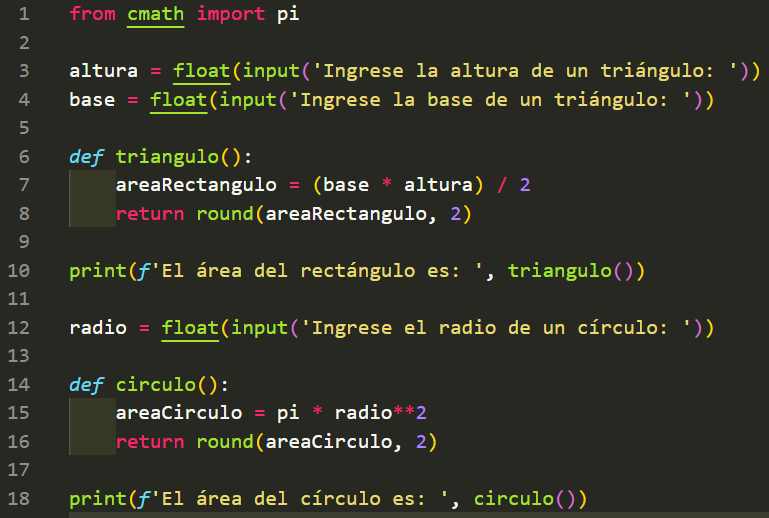 1 from cmath import pi
2
3 altura = float(input('Ingrese la altura de un triángulo: '))
4 base = float(input('Ingrese la base de un triángulo: '))
5
6 def triangulo():
7     areaRectangulo = (base * altura) / 2
8     return round(areaRectangulo, 2)
9
10 print(f'El área del rectángulo es: ', triangulo())
11
12 radio = float(input('Ingrese el radio de un círculo: '))
13
14 def circulo():
15     areaCirculo = pi * radio**2
16     return round(areaCirculo, 2)
17
18 print(f'El área del círculo es: ', circulo())